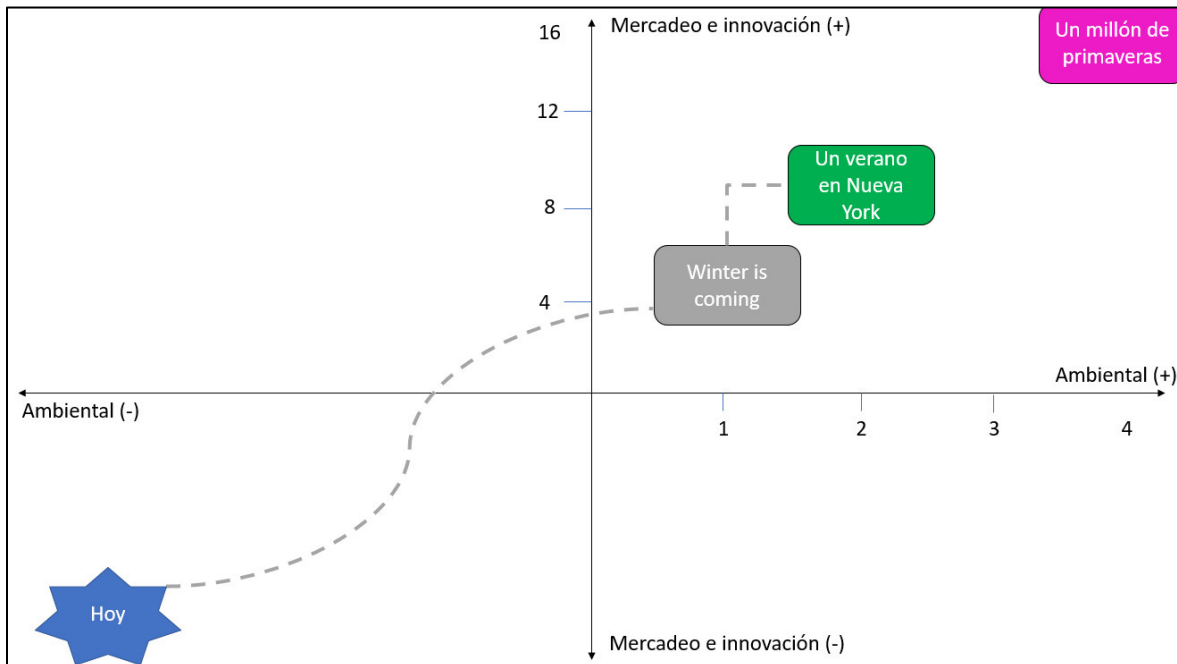 16
Mercadeo e innovación (+)
Un millón de
primaveras
12
Un verano
en Nueva
York
8
Winter is
coming
4
Ambiental (+)
Ambiental (-)
1
2
3
4
Hoy
Mercadeo e innovación (-)